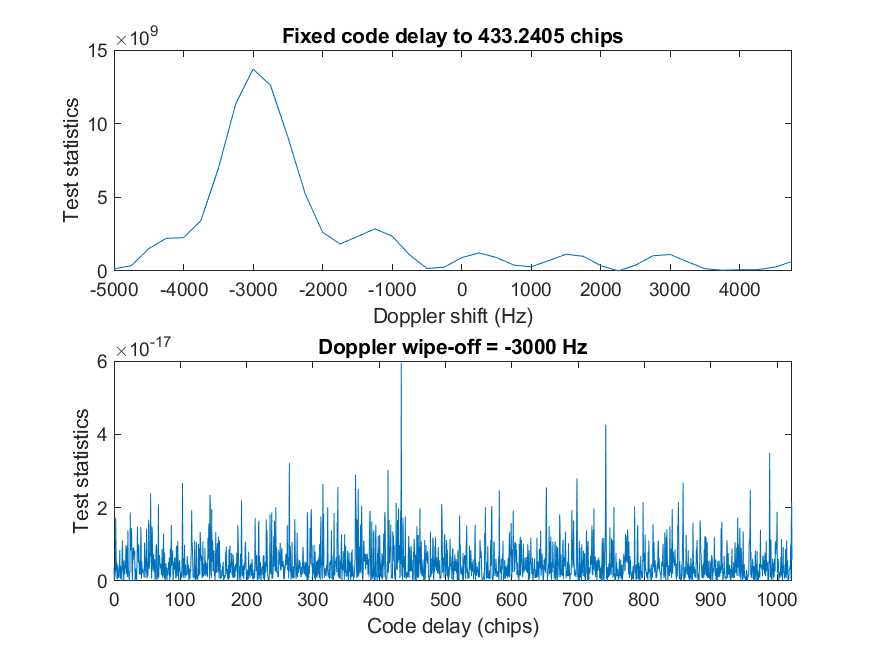 Fixed code delay to 433.2405 chips
×10^9
15
10
5
0
Test statistics
-5000 -4000 -3000 -2000 -1000 0 1000 2000 3000 4000
Doppler shift (Hz)
Doppler wipe-off = -3000 Hz
×10^-17
6
4
2
0
Test statistics
0 100 200 300 400 500 600 700 800 900 1000
Code delay (chips)